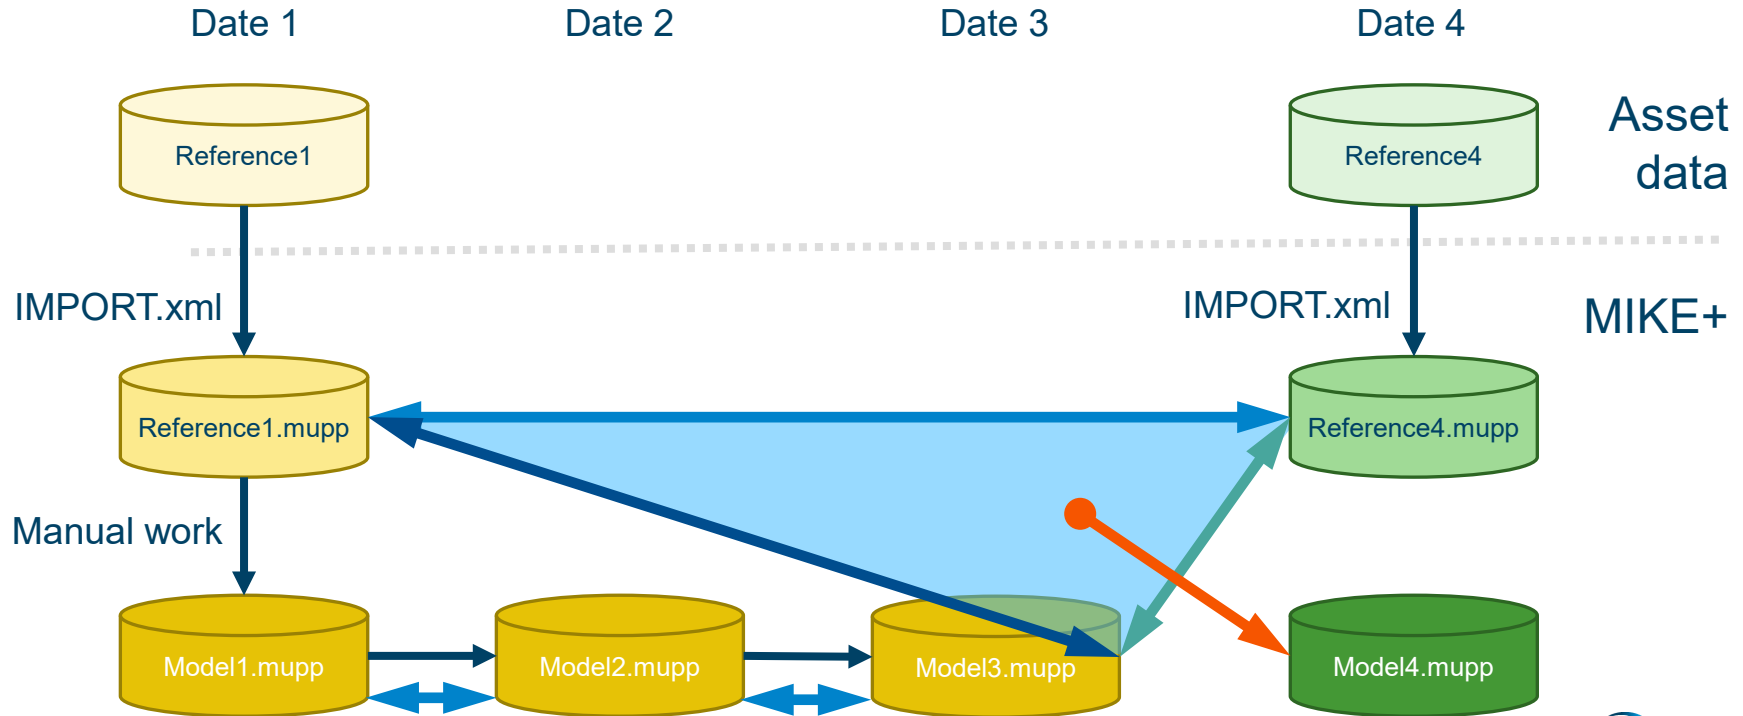 Date 1
Date 2
Date 3
Date 4
Reference1
Reference4
Asset
data
IMPORT.xml
IMPORT.xml
MIKE+
Reference1.mupp
Reference4.mupp
Manual work
Model1.mupp
Model2.mupp
Model3.mupp
Model4.mupp